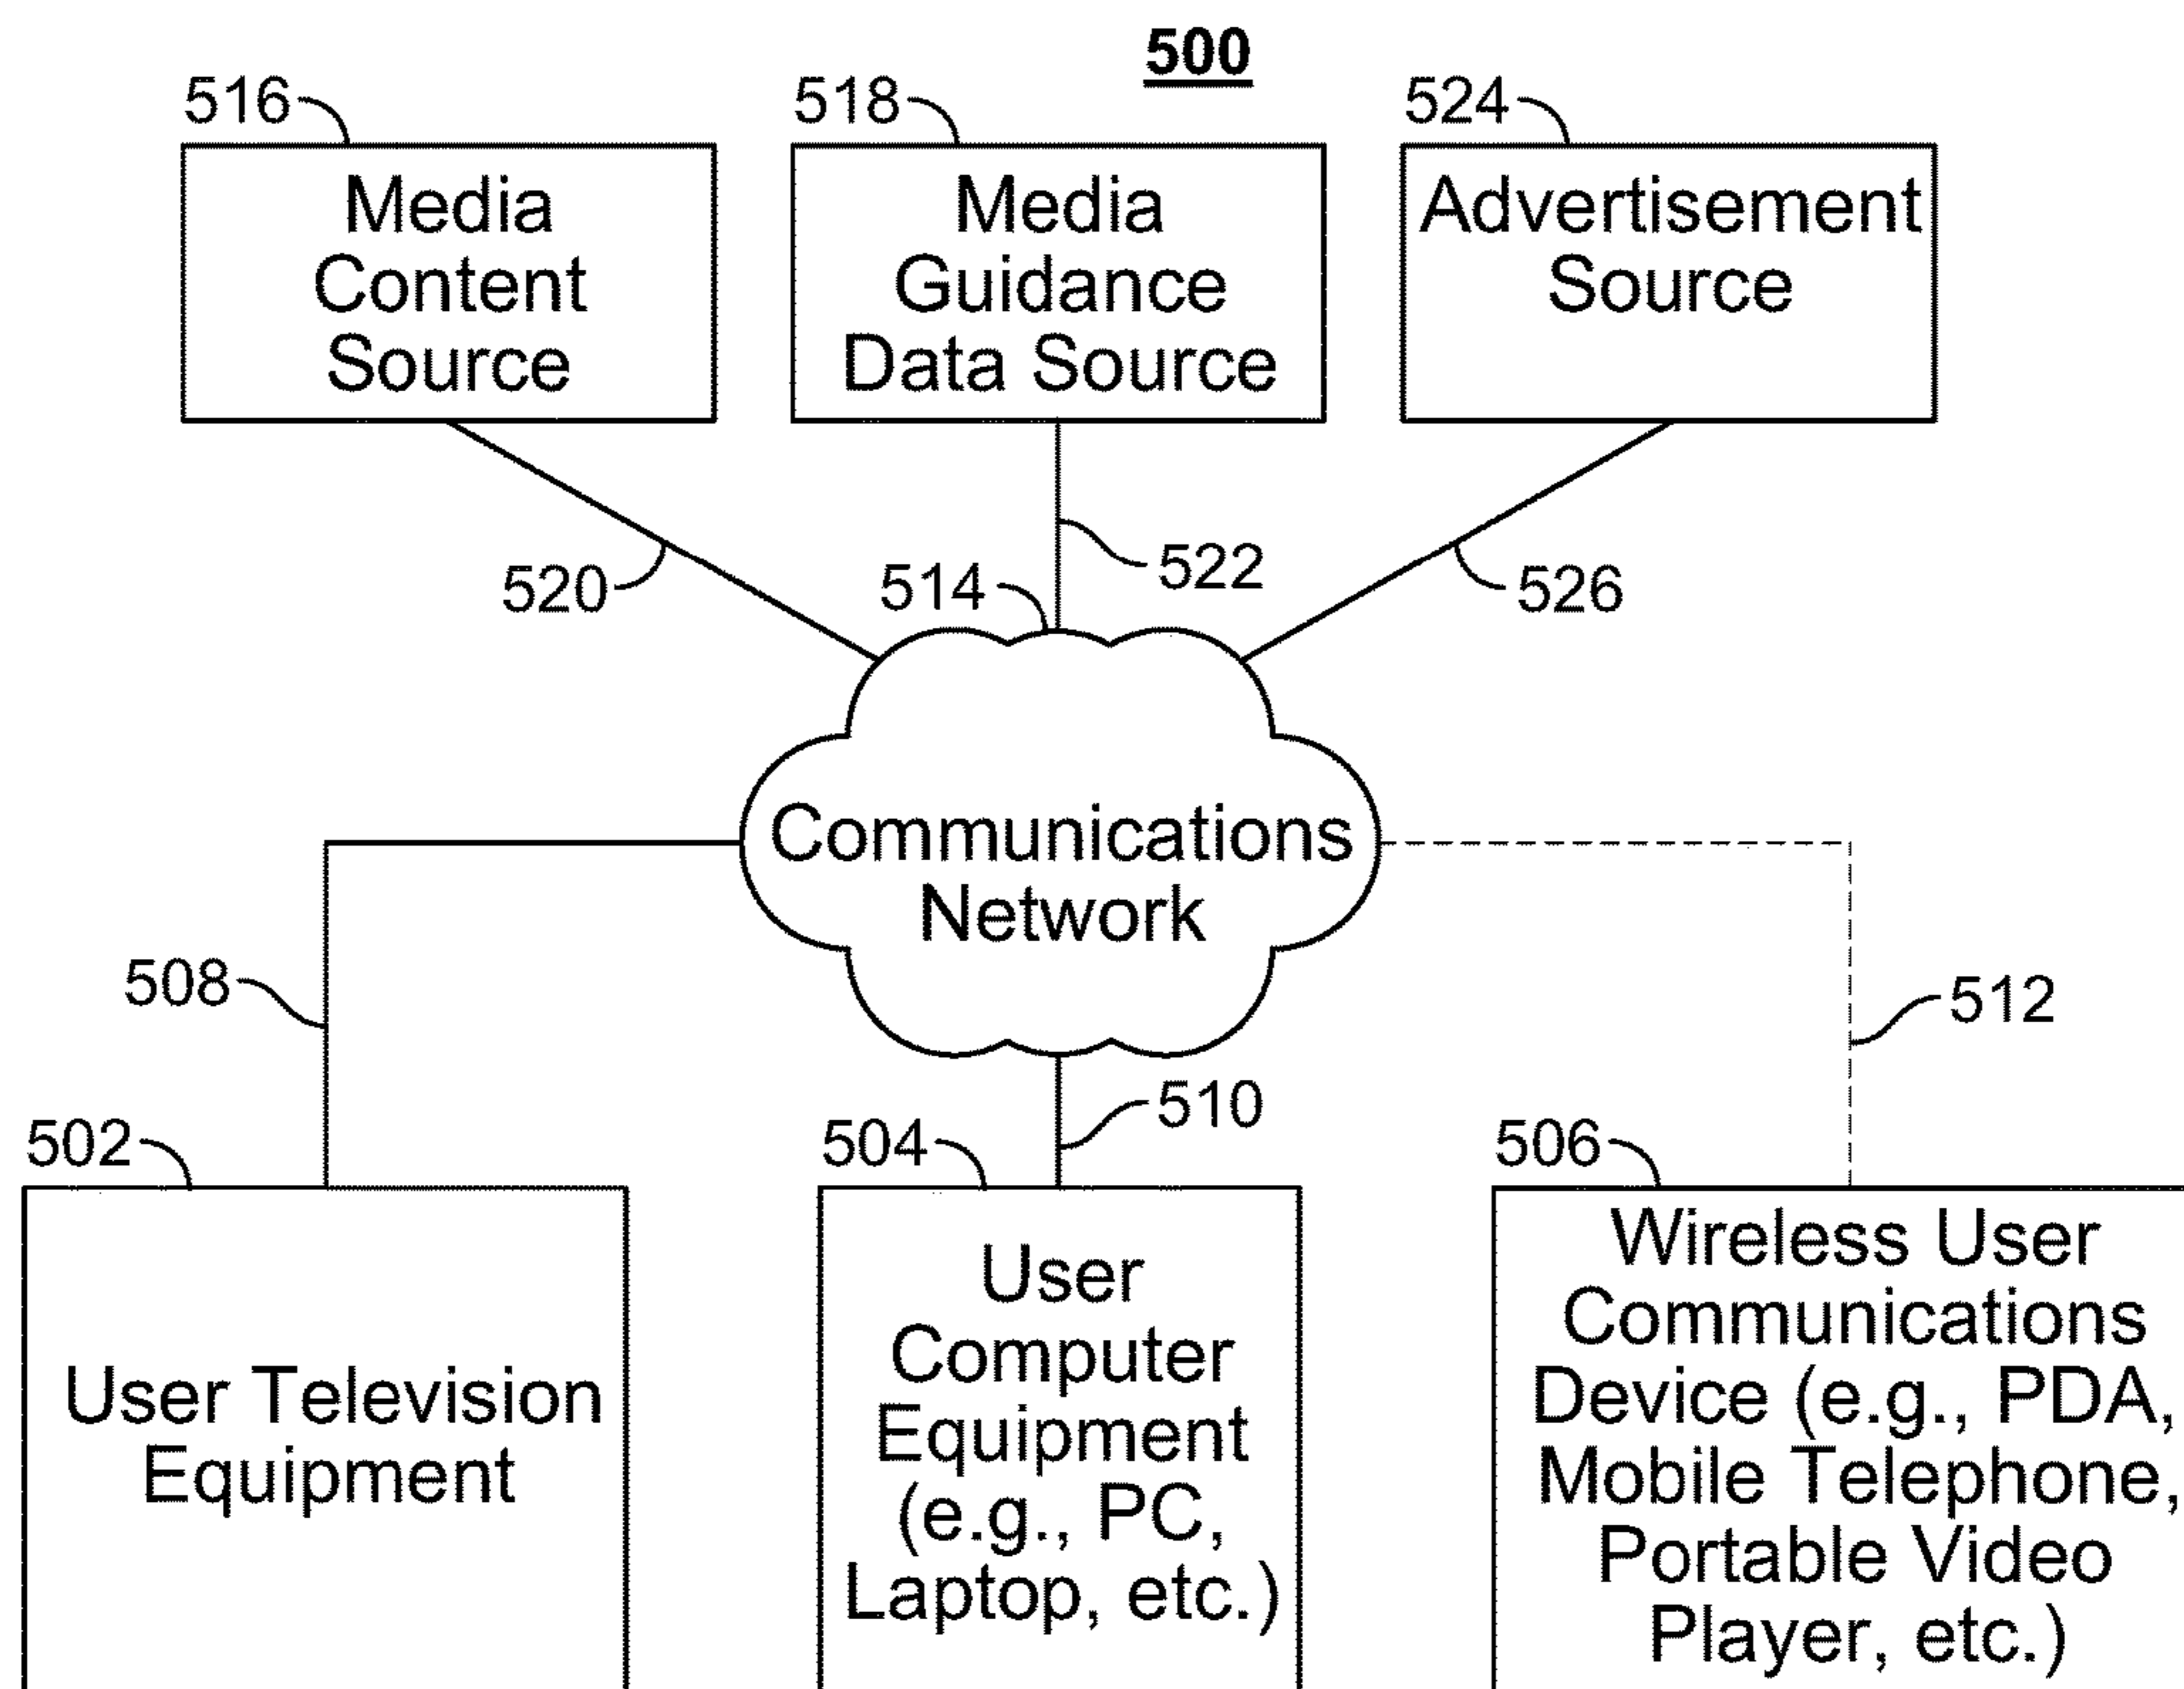 500
516
518
524
Media
Content
Source
Media
Guidance
Data Source
Advertisement
Source
520
514
522
526
Communications
Network
508
512
510
502
504
506
User Television
Equipment
User
Computer
Equipment
(e.g., PC,
Laptop, etc.)
Wireless User
Communications
Device (e.g., PDA,
Mobile Telephone,
Portable Video
Player, etc.)